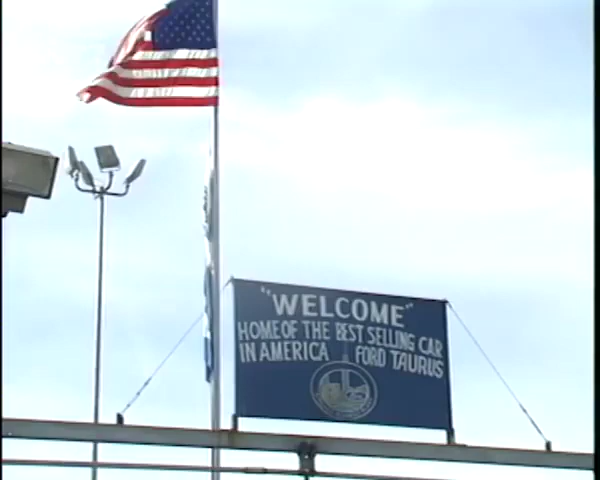 "WELCOME"
HOME OF THE BEST SELLING CAR
IN AMERICA FORD TAURUS